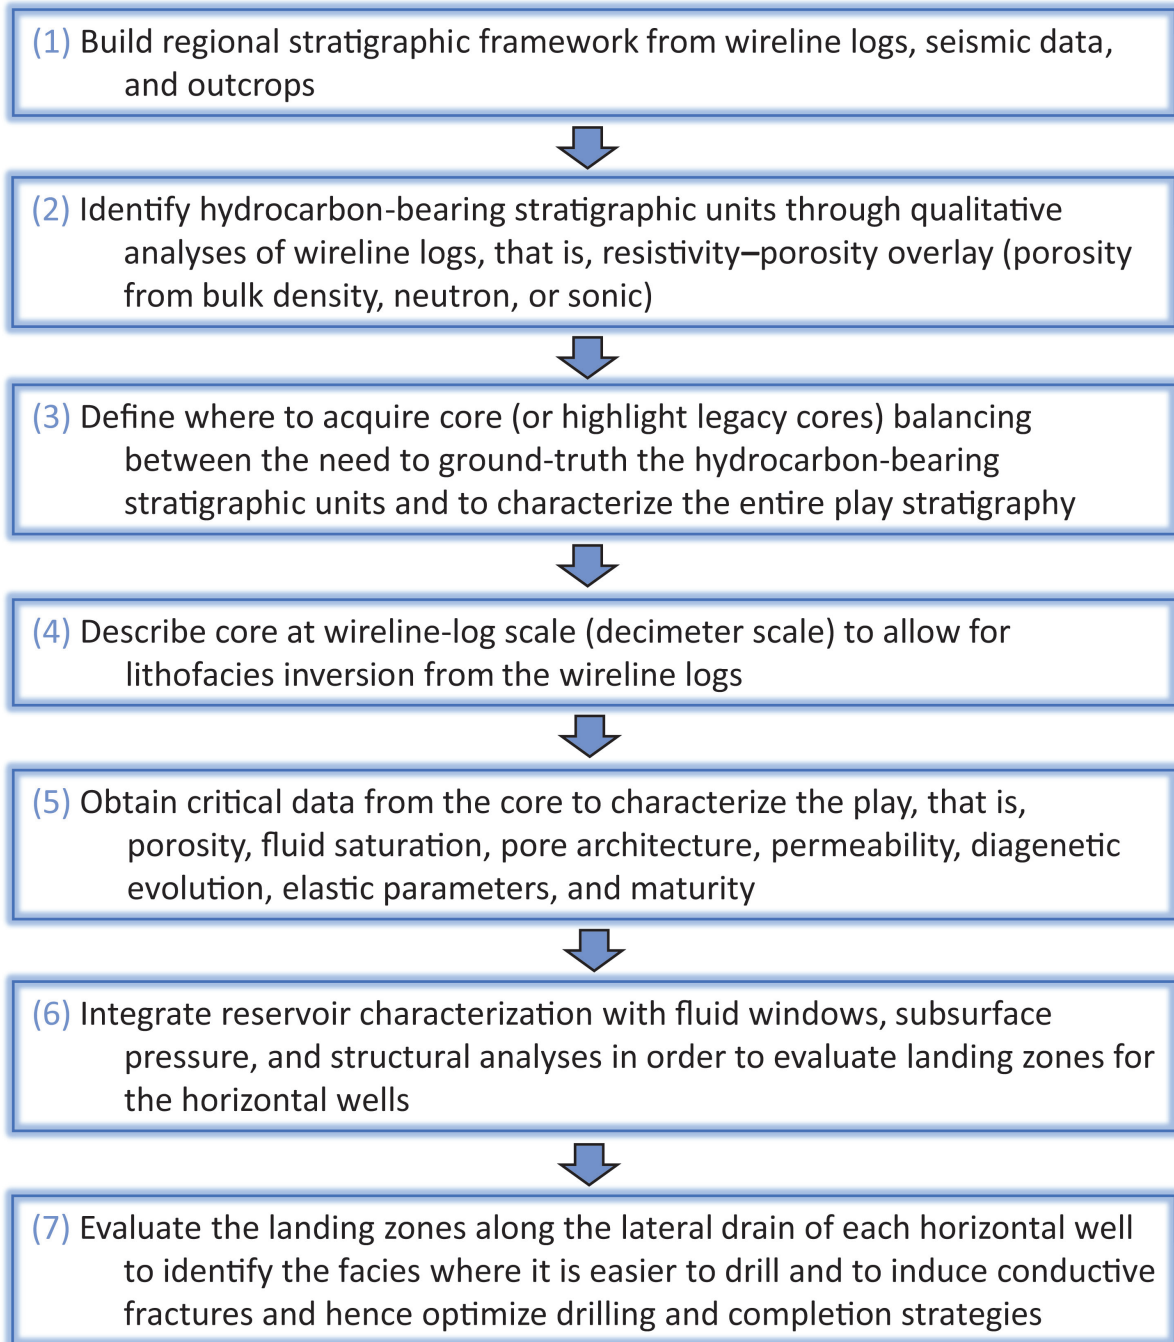 (1) Build regional stratigraphic framework from wireline logs, seismic data,
and outcrops
(2) Identify hydrocarbon-bearing stratigraphic units through qualitative
analyses of wireline logs, that is, resistivity–porosity overlay (porosity
from bulk density, neutron, or sonic)
(3) Define where to acquire core (or highlight legacy cores) balancing
between the need to ground-truth the hydrocarbon-bearing
stratigraphic units and to characterize the entire play stratigraphy
(4) Describe core at wireline-log scale (decimeter scale) to allow for
lithofacies inversion from the wireline logs
(5) Obtain critical data from the core to characterize the play, that is,
porosity, fluid saturation, pore architecture, permeability, diagenetic
evolution, elastic parameters, and maturity
(6) Integrate reservoir characterization with fluid windows, subsurface
pressure, and structural analyses in order to evaluate landing zones for
the horizontal wells
(7) Evaluate the landing zones along the lateral drain of each horizontal well
to identify the facies where it is easier to drill and to induce conductive
fractures and hence optimize drilling and completion strategies